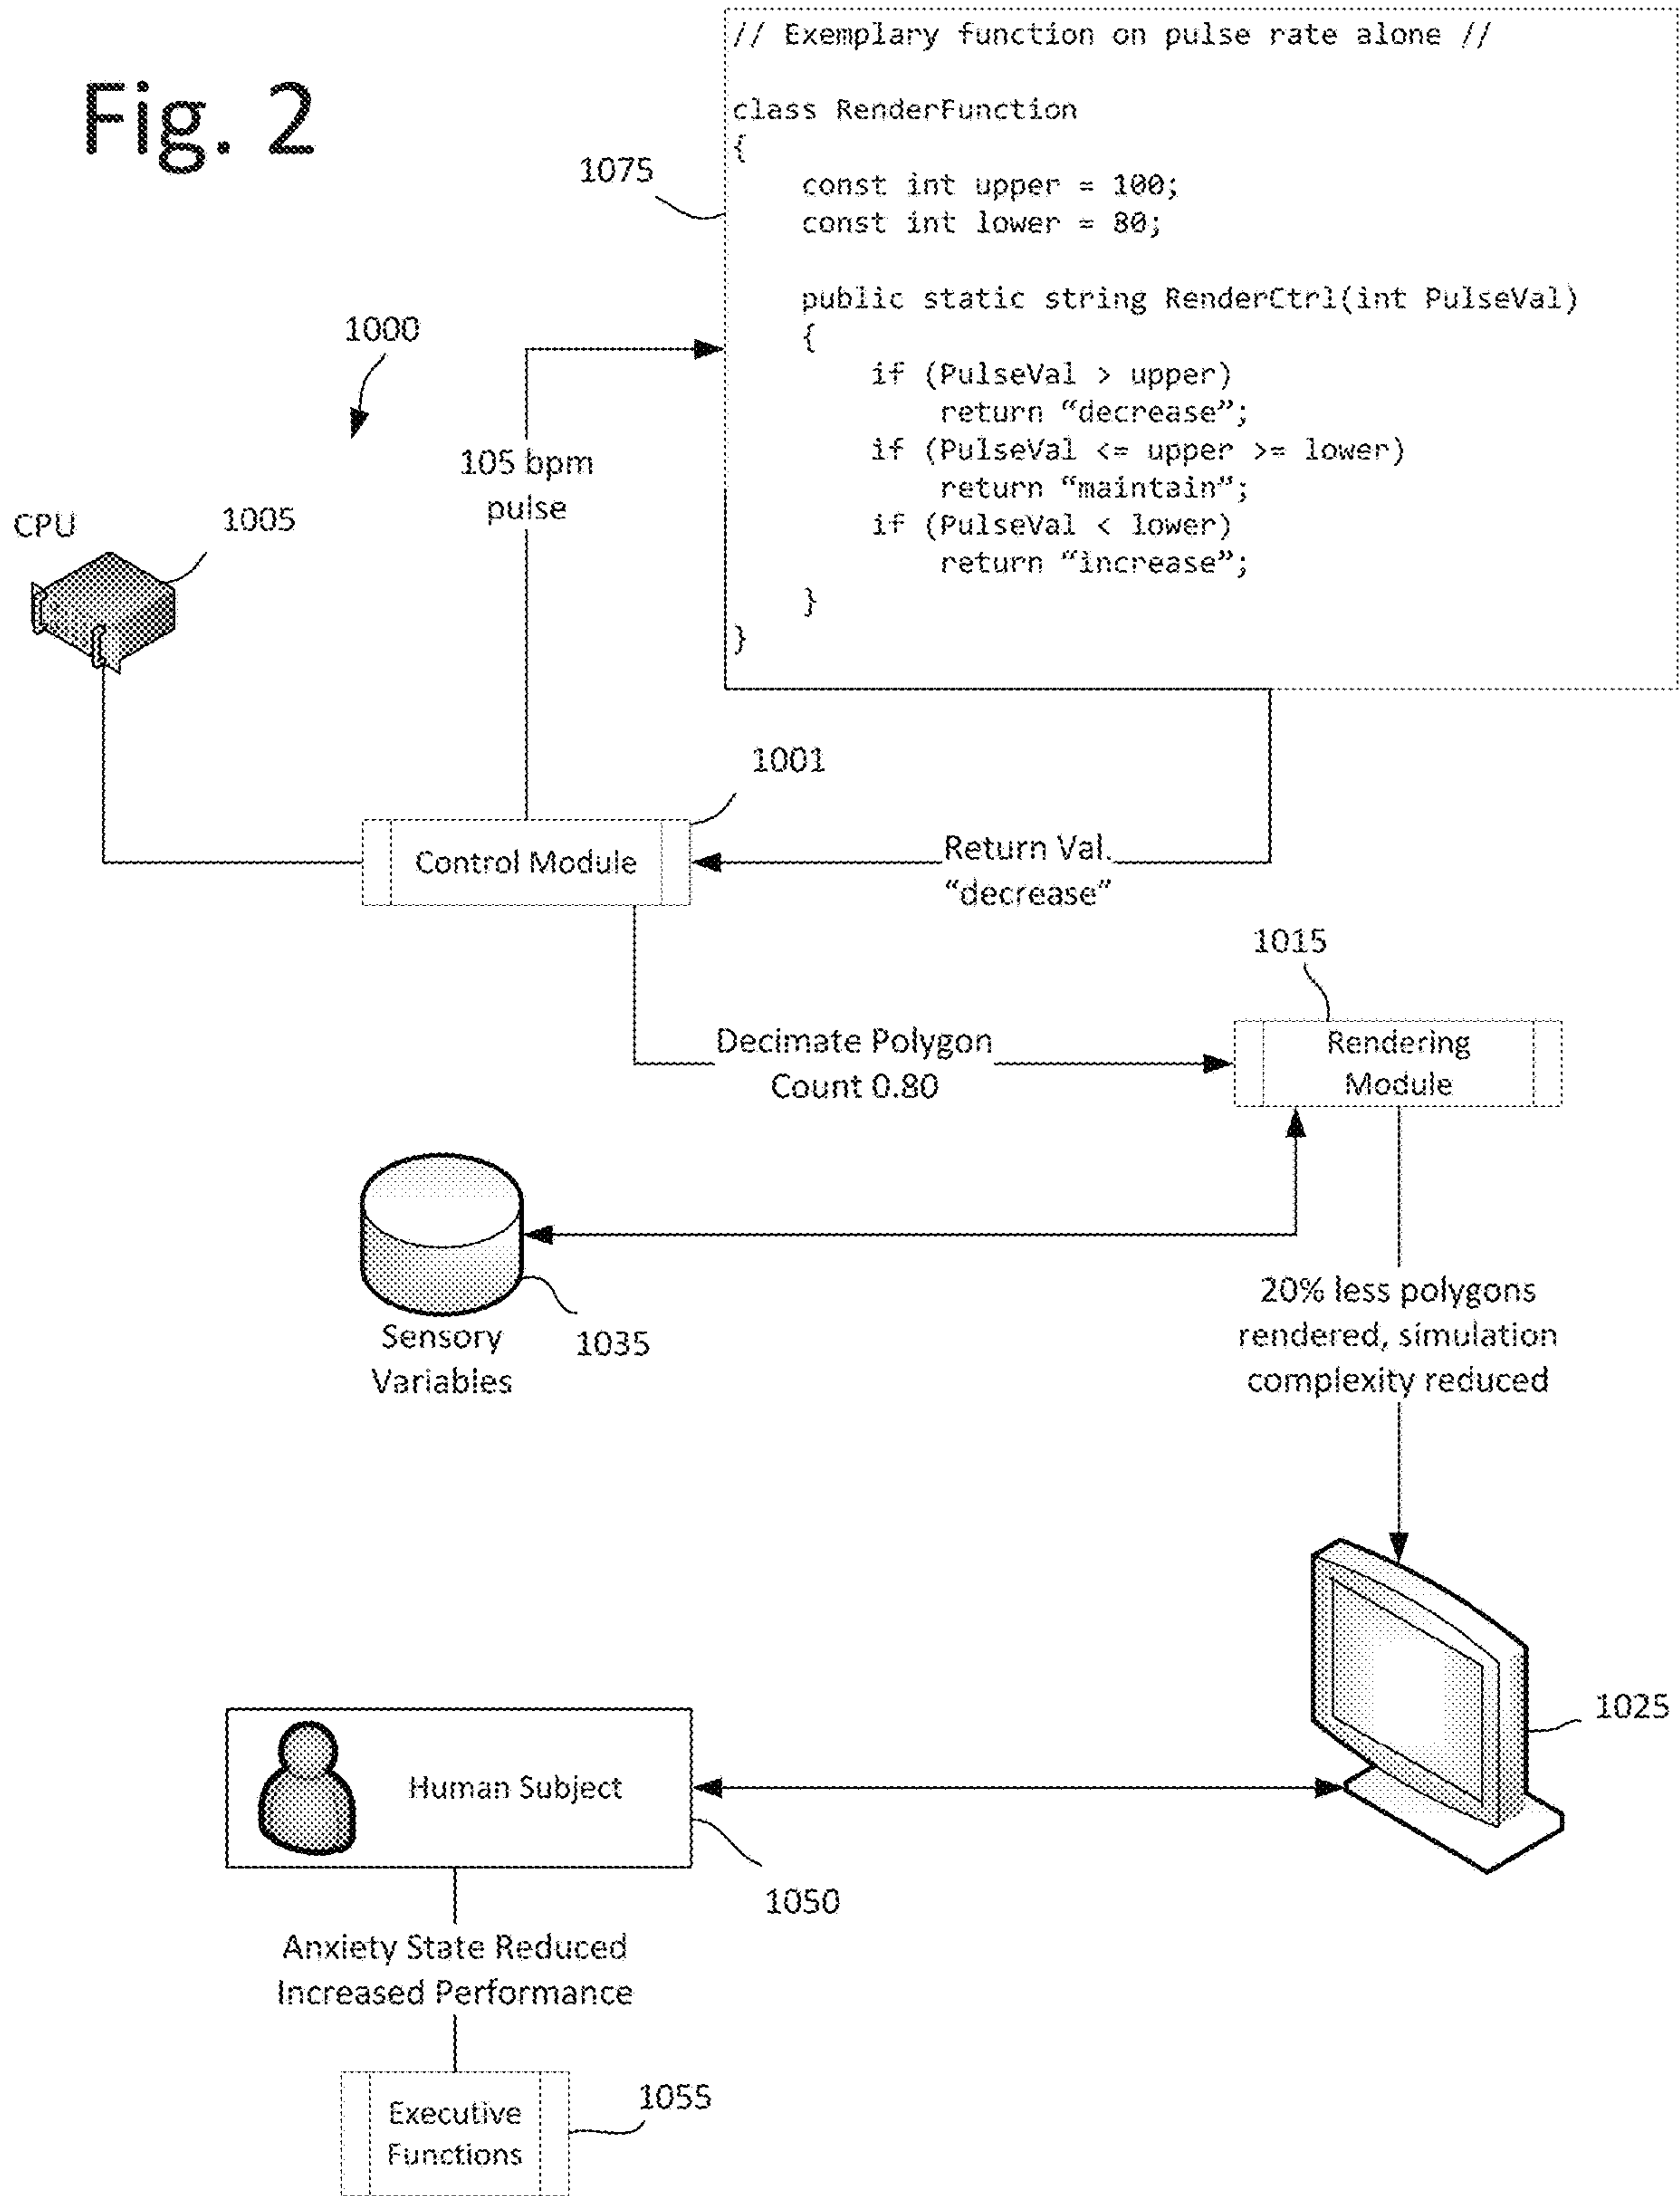 Fig. 2
// Exemplary function on pulse rate alone //
class RenderFunction
{
    const int upper = 100;
    const int lower = 80;
    public static string RenderCtrl(int PulseVal)
    {
        if (PulseVal > upper)
            return “decrease”;
        if (PulseVal <= upper >= lower)
            return “maintain”;
        if (PulseVal < lower)
            return “increase”;
    }
}
1075
1000
105 bpm
pulse
CPU
1005
1001
Control Module
Return Val.
“decrease”
1015
Decimate Polygon
Count 0.80
Rendering
Module
Sensory
Variables
1035
20% less polygons
rendered, simulation
complexity reduced
1025
Human Subject
1050
Anxiety State Reduced
Increased Performance
Executive
Functions
1055